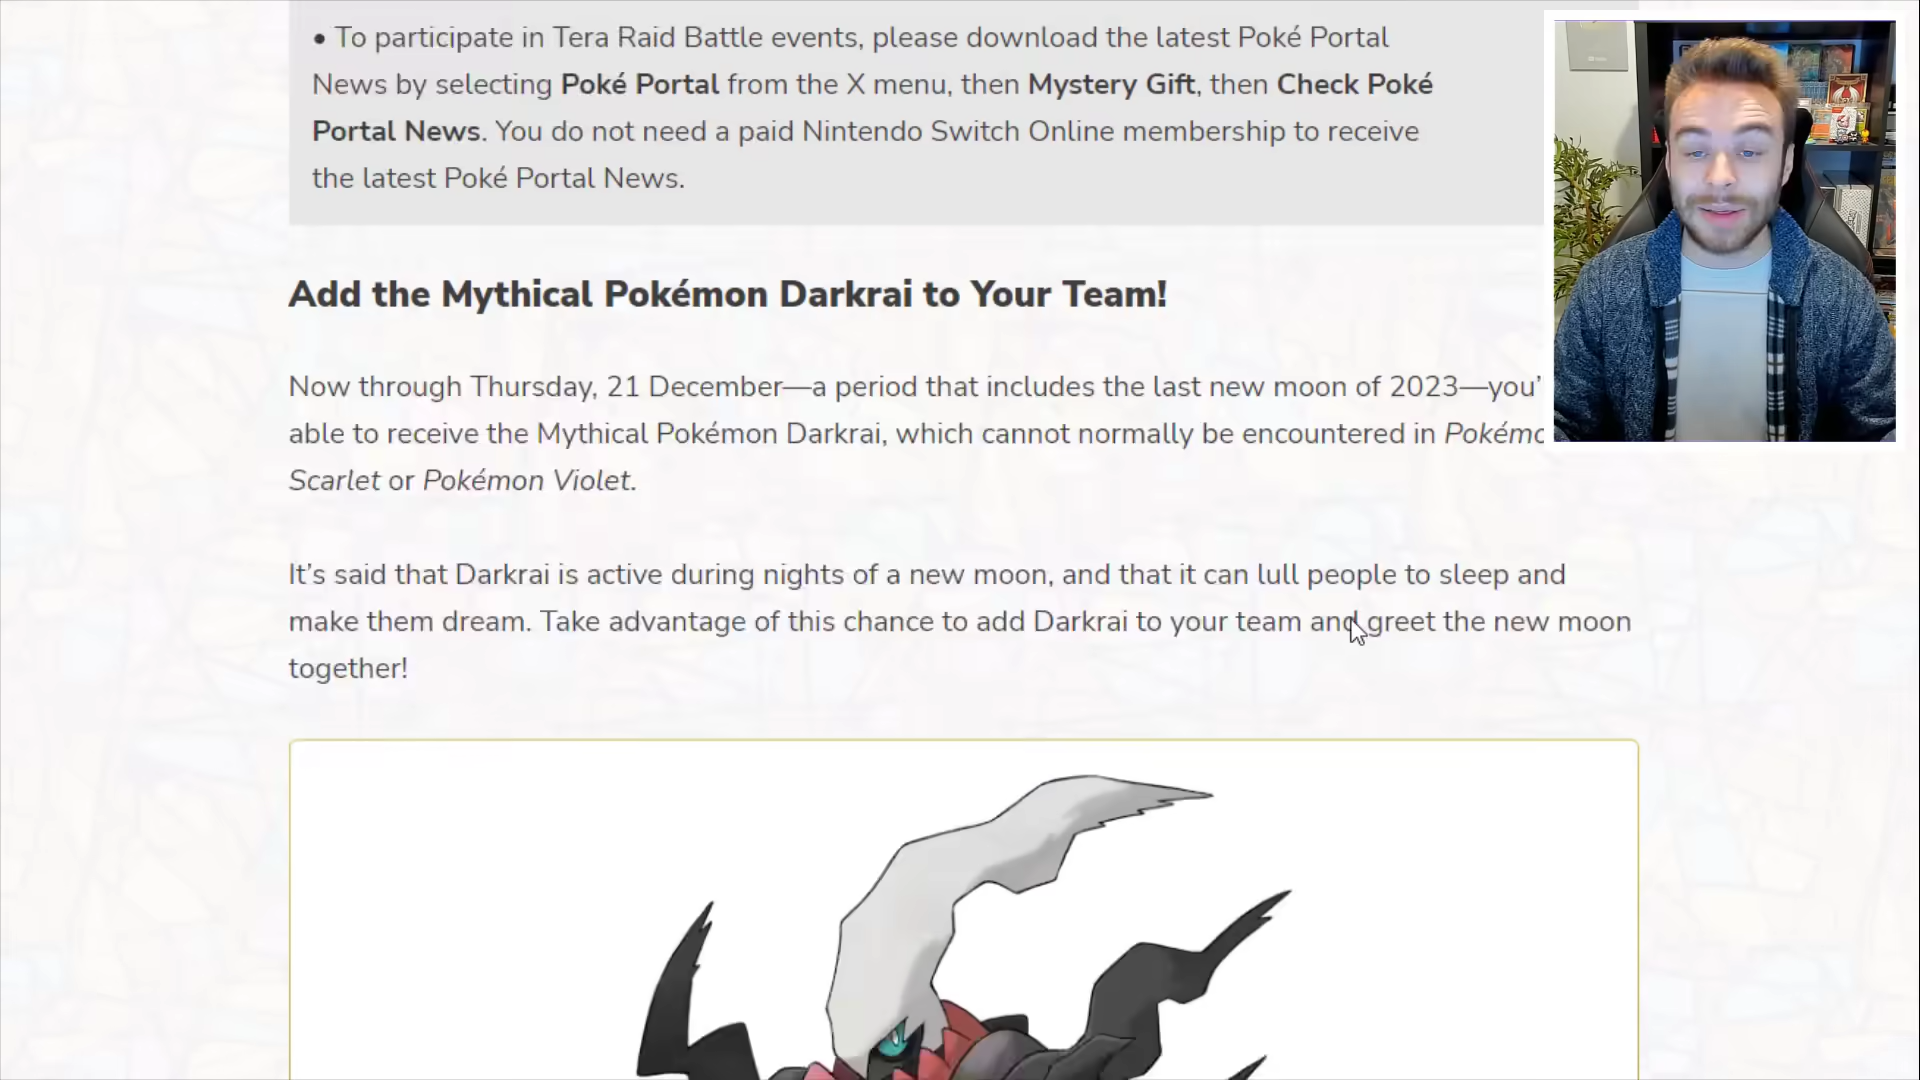 • To participate in Tera Raid Battle events, please download the latest Poké Portal
News by selecting Poké Portal from the X menu, then Mystery Gift, then Check Poké
Portal News. You do not need a paid Nintendo Switch Online membership to receive
the latest Poké Portal News.
Add the Mythical Pokémon Darkrai to Your Team!
Now through Thursday, 21 December—a period that includes the last new moon of 2023—you’
able to receive the Mythical Pokémon Darkrai, which cannot normally be encountered in Pokémo
Scarlet or Pokémon Violet.
It’s said that Darkrai is active during nights of a new moon, and that it can lull people to sleep and
make them dream. Take advantage of this chance to add Darkrai to your team and greet the new moon
together!